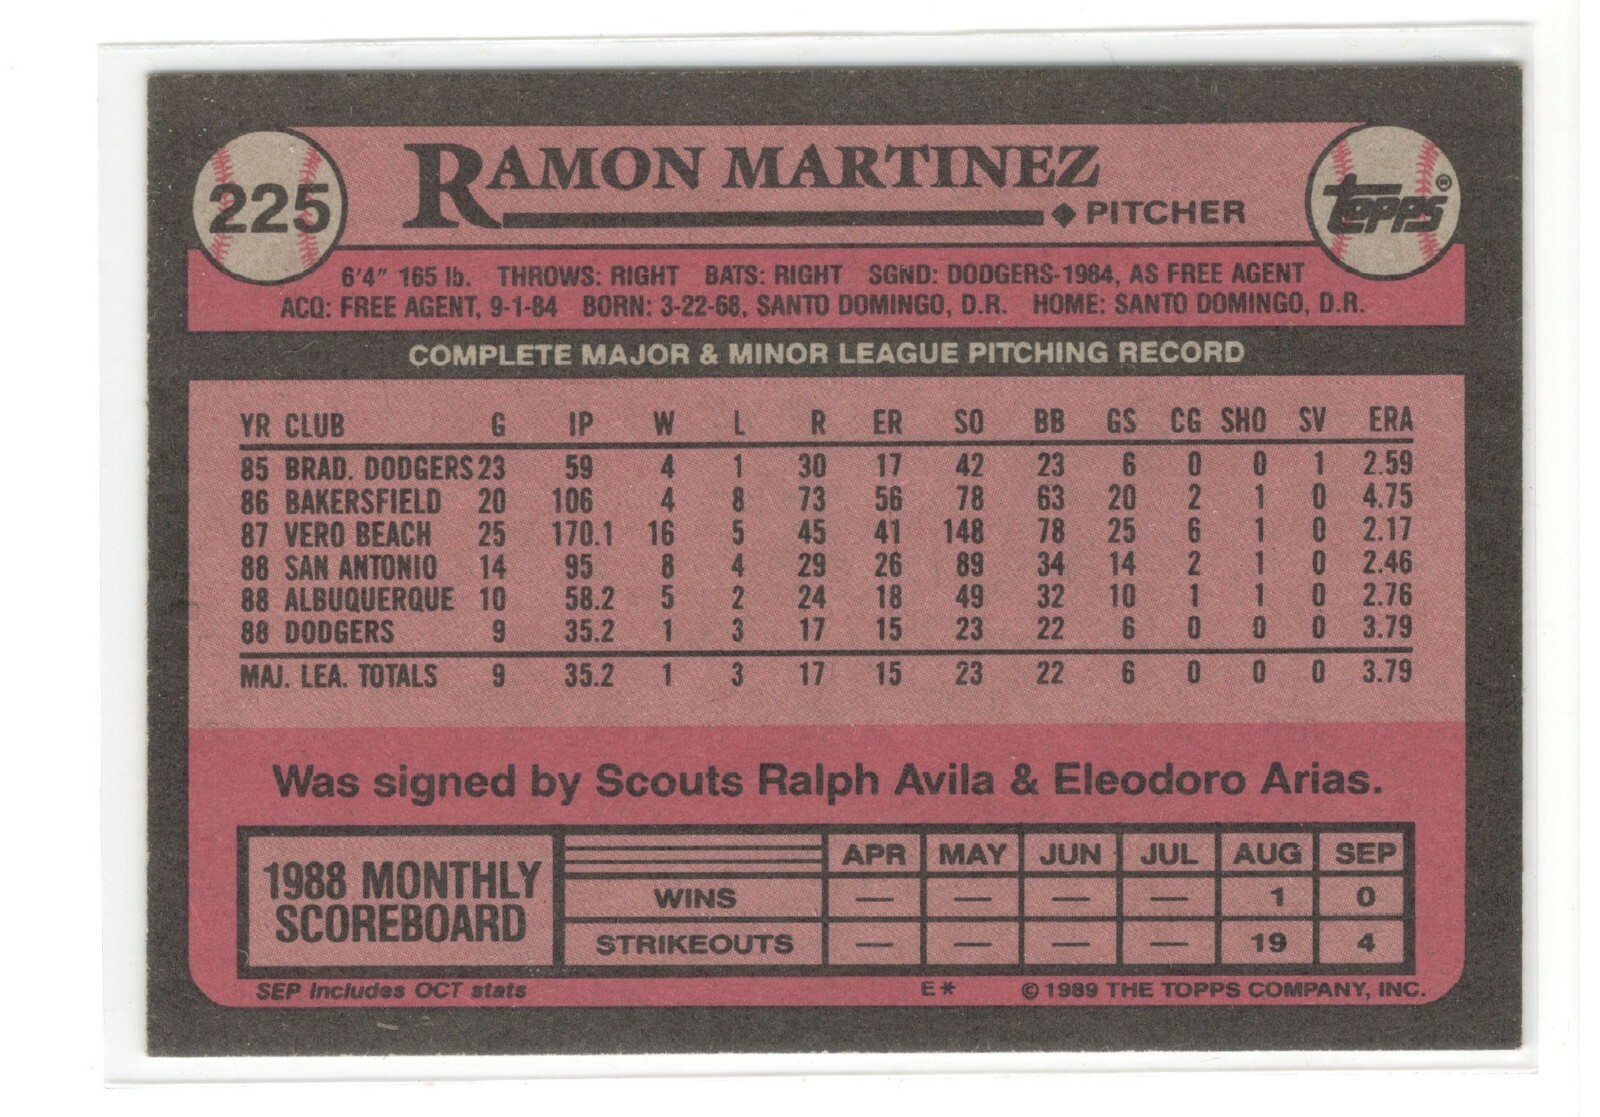 225
RAMON MARTINEZ
◆ PITCHER
topps®
6'4" 165 lb. THROWS: RIGHT BATS: RIGHT SGND: DODGERS-1984, AS FREE AGENT
ACQ: FREE AGENT, 9-1-84 BORN: 3-22-68, SANTO DOMINGO, D.R. HOME: SANTO DOMINGO, D.R.
COMPLETE MAJOR & MINOR LEAGUE PITCHING RECORD
YR CLUB G IP W L R ER SO BB GS CG SHO SV ERA
85 BRAD. DODGERS 23 59 4 1 30 17 42 23 6 0 0 1 2.59
86 BAKERSFIELD 20 106 4 8 73 56 78 63 20 2 1 0 4.75
87 VERO BEACH 25 170.1 16 5 45 41 148 78 25 6 1 0 2.17
88 SAN ANTONIO 14 95 8 4 29 26 89 34 14 2 1 0 2.46
88 ALBUQUERQUE 10 58.2 5 2 24 18 49 32 10 1 1 0 2.76
88 DODGERS 9 35.2 1 3 17 15 23 22 6 0 0 0 3.79
MAJ. LEA. TOTALS 9 35.2 1 3 17 15 23 22 6 0 0 0 3.79
Was signed by Scouts Ralph Avila & Eleodoro Arias.
1988 MONTHLY
SCOREBOARD
APR MAY JUN JUL AUG SEP
WINS — — — — 1 0
STRIKEOUTS — — — — 19 4
SEP Includes OCT stats
E*
© 1989 THE TOPPS COMPANY, INC.